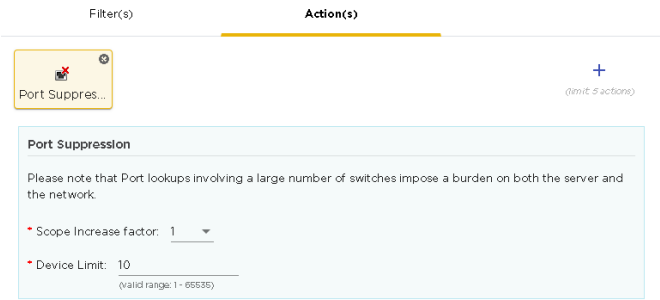 Filter(s)
Action(s)
Port Suppres...
+
(limit 5 actions)
Port Suppression
Please note that Port lookups involving a large number of switches impose a burden on both the server and
the network.
* Scope Increase factor: 1
* Device Limit: 10
(valid range: 1 - 65535)